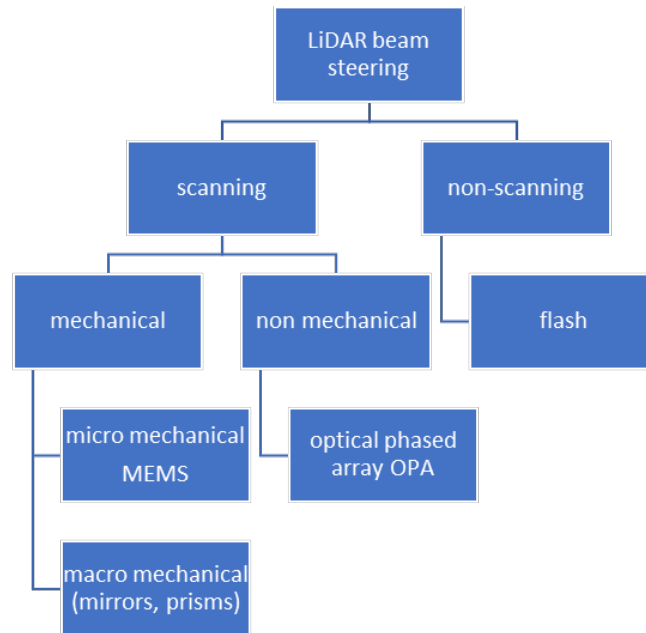 LiDAR beam
steering
scanning
non-scanning
mechanical
non mechanical
flash
micro mechanical
MEMS
optical phased
array OPA
macro mechanical
(mirrors, prisms)